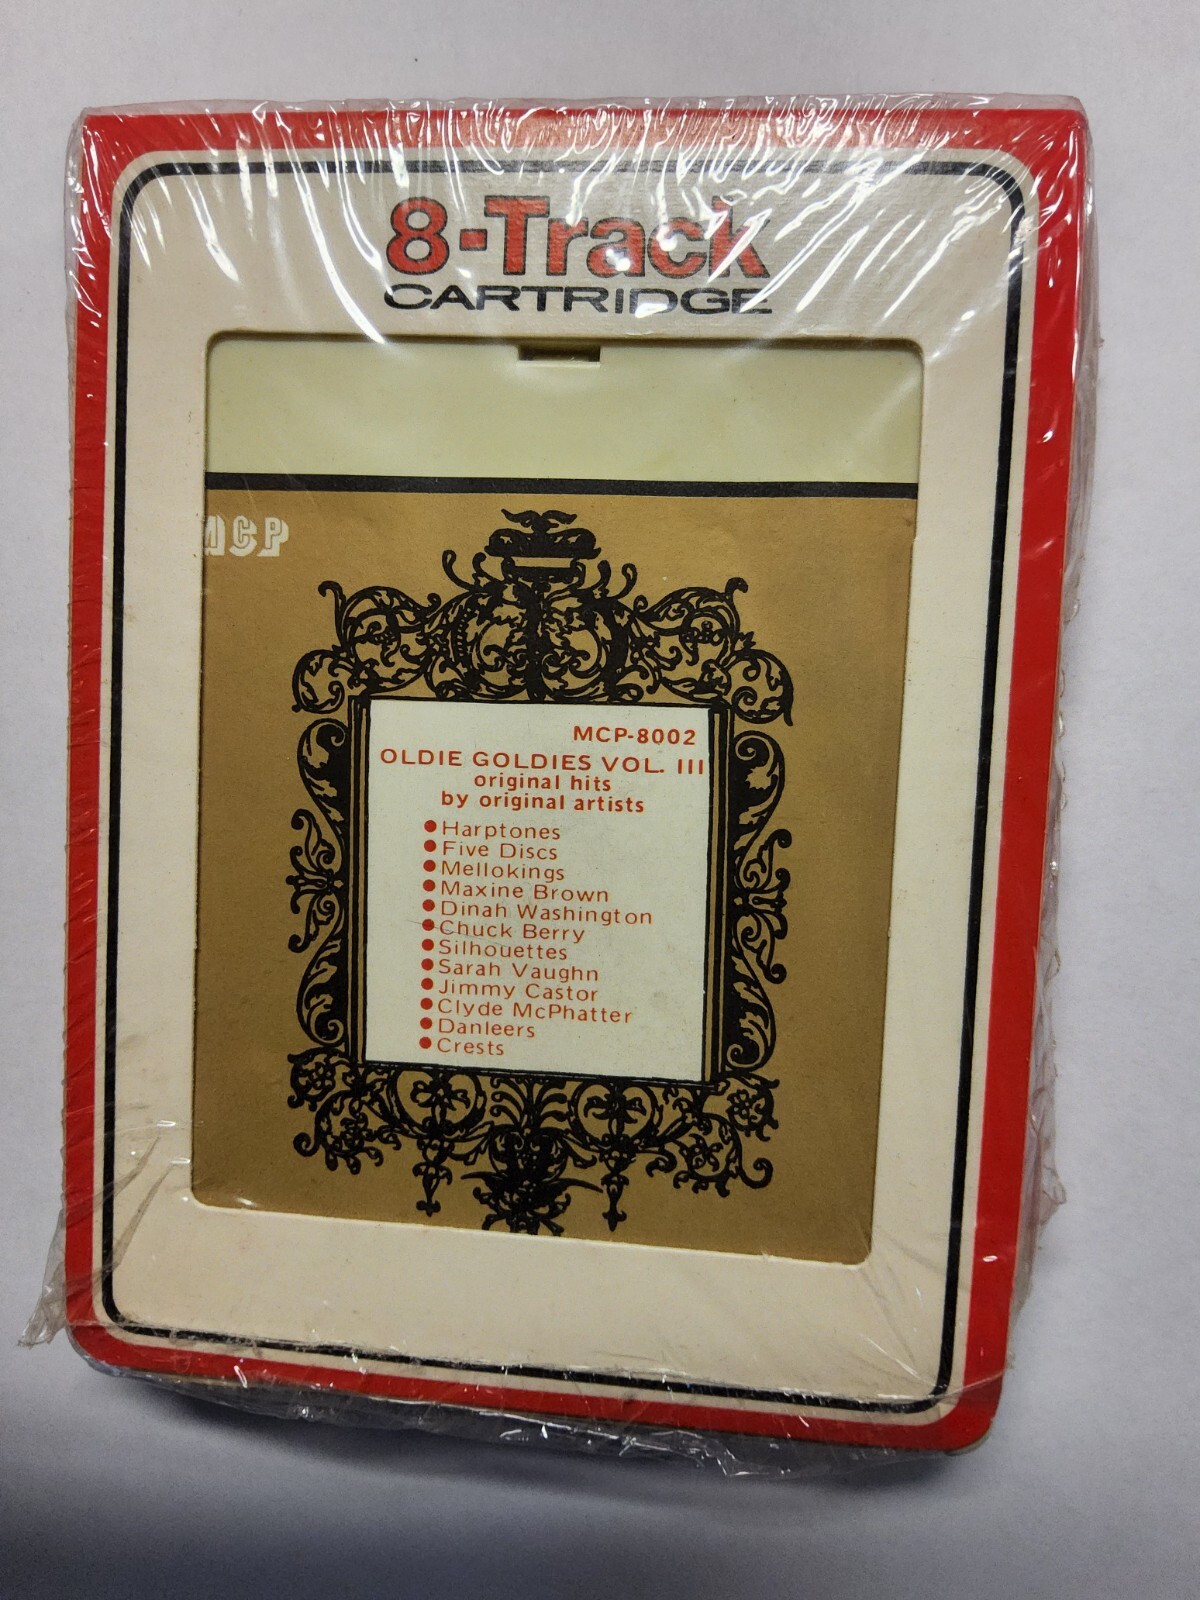 8-Track
CARTRIDGE
MCP
MCP-8002
OLDIE GOLDIES VOL. III
original hits
by original artists
• Harptones
• Five Discs
• Mellokings
• Maxine Brown
• Dinah Washington
• Chuck Berry
• Silhouettes
• Sarah Vaughn
• Jimmy Castor
• Clyde McPhatter
• Danleers
• Crests